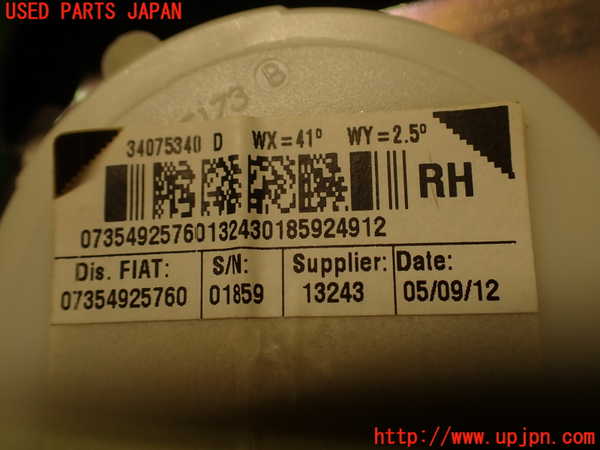 USED PARTS JAPAN
173 B
34075340 D WX=41° WY=2.5°
RH
07354925760132430185924912
Dis. FIAT: S/N: Supplier: Date:
07354925760 01859 13243 05/09/12
http://www.upjpn.com/